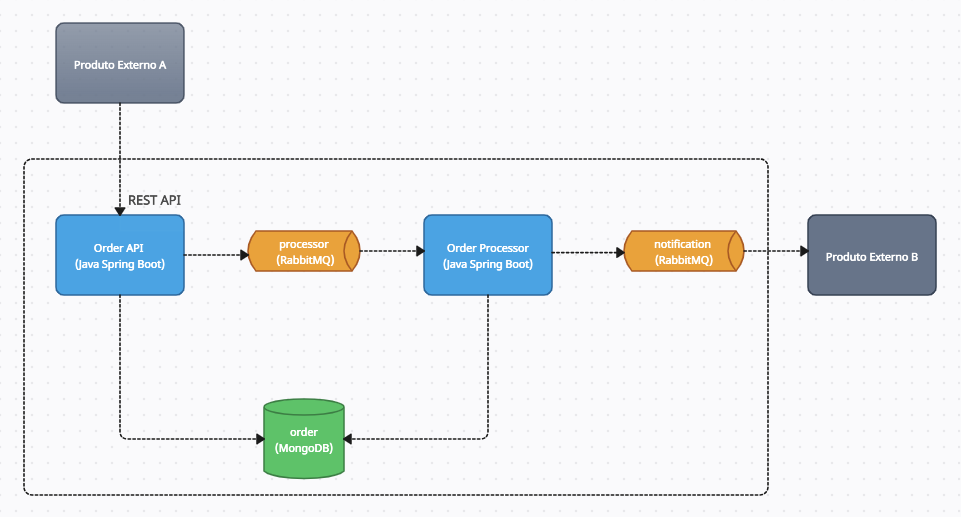 Produto Externo A
REST API
Order API
(Java Spring Boot)
processor
(RabbitMQ)
Order Processor
(Java Spring Boot)
notification
(RabbitMQ)
Produto Externo B
order
(MongoDB)